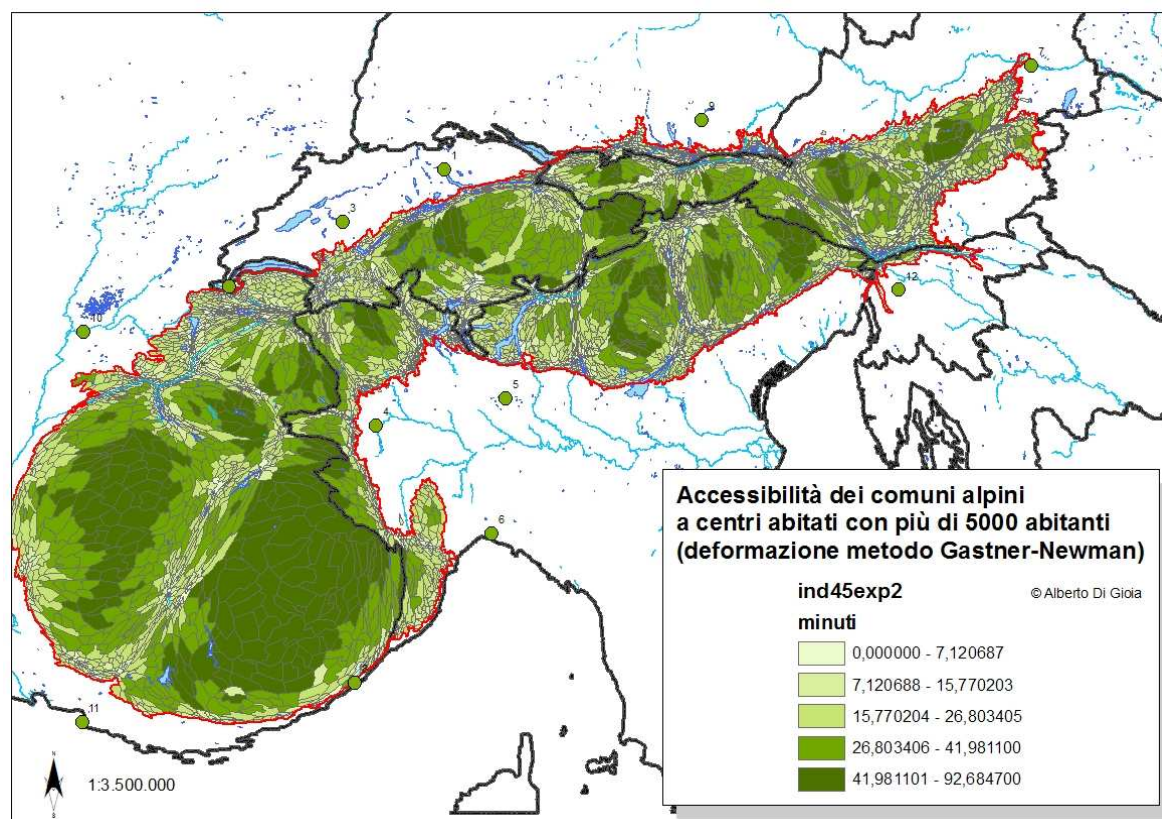 7
9
3
10
12
5
4
6
11
Accessibilità dei comuni alpini
a centri abitati con più di 5000 abitanti
(deformazione metodo Gastner-Newman)
ind45exp2
© Alberto Di Gioia
minuti
0,000000 - 7,120687
7,120688 - 15,770203
15,770204 - 26,803405
26,803406 - 41,981100
41,981101 - 92,684700
N
S
1:3.500.000